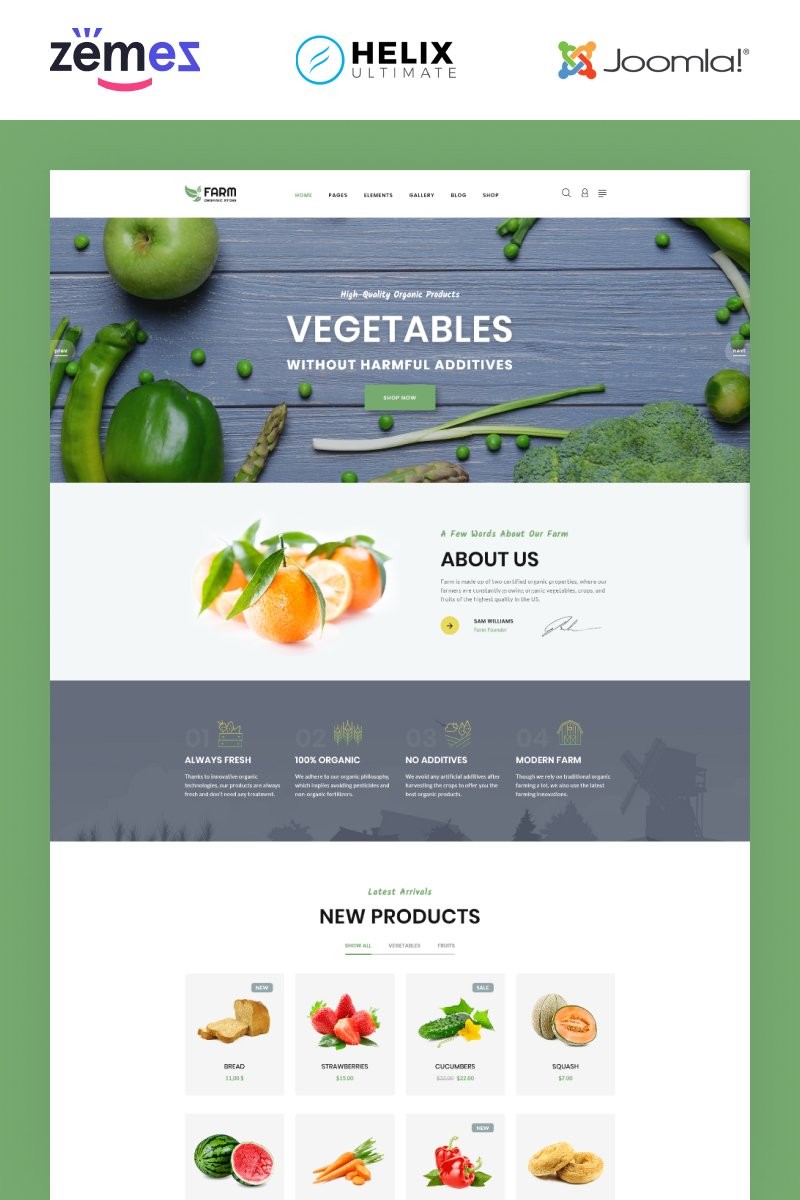 zemes
HELIX
ULTIMATE
Joomla!®
FARM
ORGANIC STORE
HOME PAGES ELEMENTS GALLERY BLOG SHOP
High-Quality Organic Products
VEGETABLES
prev
next
WITHOUT HARMFUL ADDITIVES
SHOP NOW
A Few Words About Our Farm
ABOUT US
Farm is made up of two certified organic properties, where our
farmers are constantly growing organic vegetables, crops, and
fruits of the highest quality in the US.
SAM WILLIAMS
Farm Founder
01
ALWAYS FRESH
Thanks to innovative organic
technologies, our products are always
fresh and don't need any treatment.
02
100% ORGANIC
We adhere to our organic philosophy,
which implies avoiding pesticides and
non-organic fertilizers.
03
NO ADDITIVES
We avoid any artificial additives after
harvesting the crops to offer you the
best organic products.
04
MODERN FARM
Though we rely on traditional organic
farming a lot, we also use the latest
farming innovations.
Latest Arrivals
NEW PRODUCTS
SHOW ALL VEGETABLES FRUITS
NEW
BREAD
11.00 $
STRAWBERRIES
$15.00
SALE
CUCUMBERS
$22.00
SQUASH
$7.00
NEW